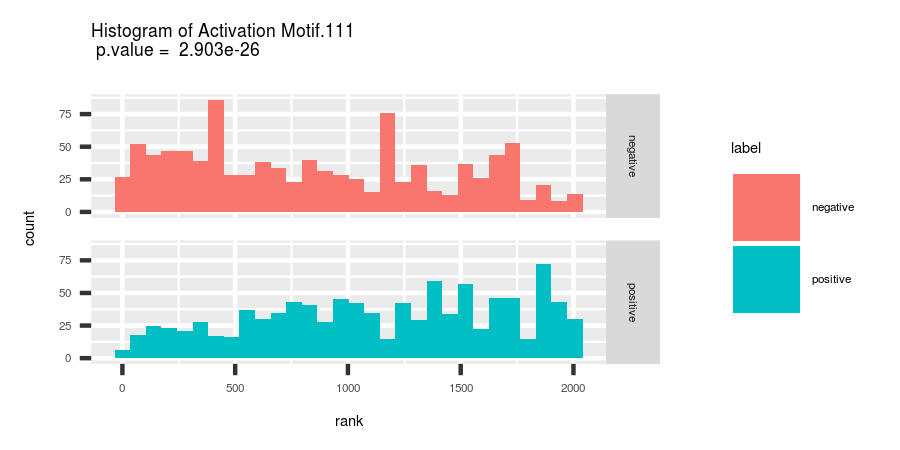 Histogram of Activation Motif.111
p.value = 2.903e-26
count
75
50
25
0
negative
75
50
25
0
positive
0 500 1000 1500 2000
rank
label
negative
positive